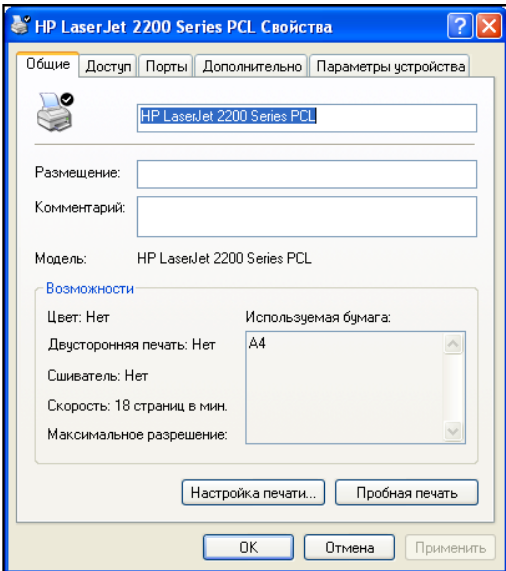 HP LaserJet 2200 Series PCL Свойства
Общие Доступ Порты Дополнительно Параметры устройства
HP LaserJet 2200 Series PCL
Размещение:
Комментарий:
Модель: HP LaserJet 2200 Series PCL
Возможности
Цвет: Нет Используемая бумага:
Двусторонняя печать: Нет A4
Сшиватель: Нет
Скорость: 18 страниц в мин.
Максимальное разрешение:
Настройка печати... Пробная печать
OK Отмена Применить